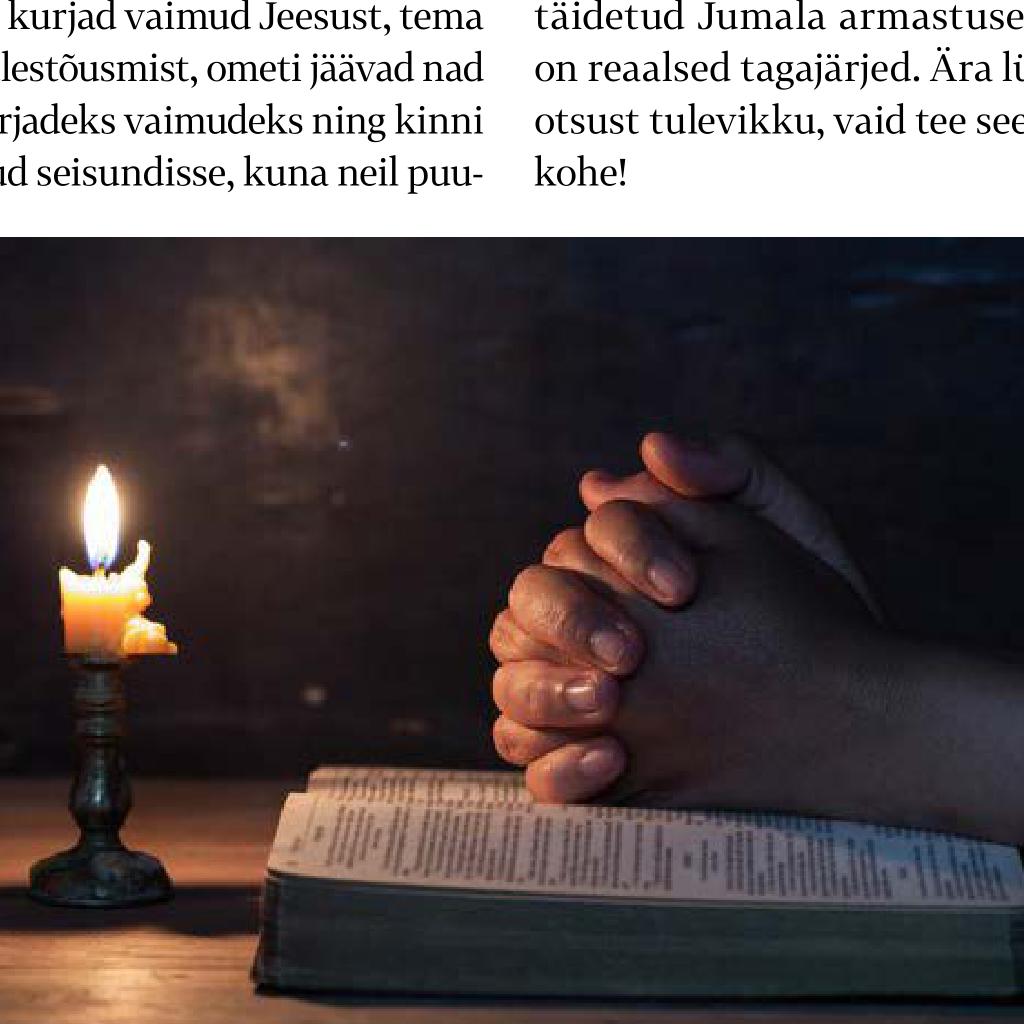 kurjad vaimud Jeesust, tema
lestõusmist, ometi jäävad nad
rjadeks vaimudeks ning kinni
ud seisundisse, kuna neil puu-
täidetud Jumala armastuse
on reaalsed tagajärjed. Ära lü
otsust tulevikku, vaid tee see
kohe!